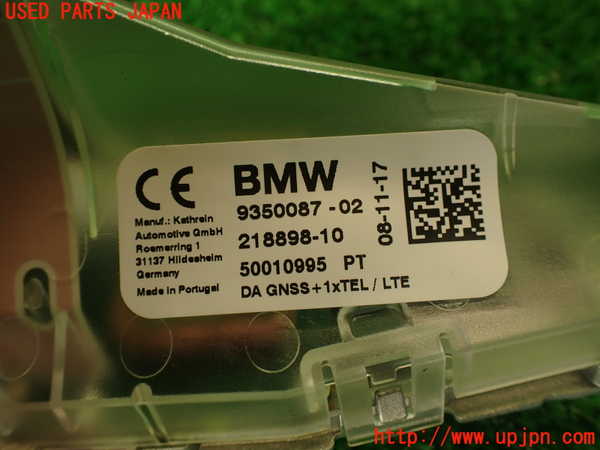 USED PARTS JAPAN
CE
Manuf.: Kathrein
Automotive GmbH
Roemerring 1
31137 Hildesheim
Germany
Made in Portugal
BMW
9350087-02
218898-10
50010995 PT
DA GNSS+1xTEL / LTE
08-11-17
http://www.upjpn.com/